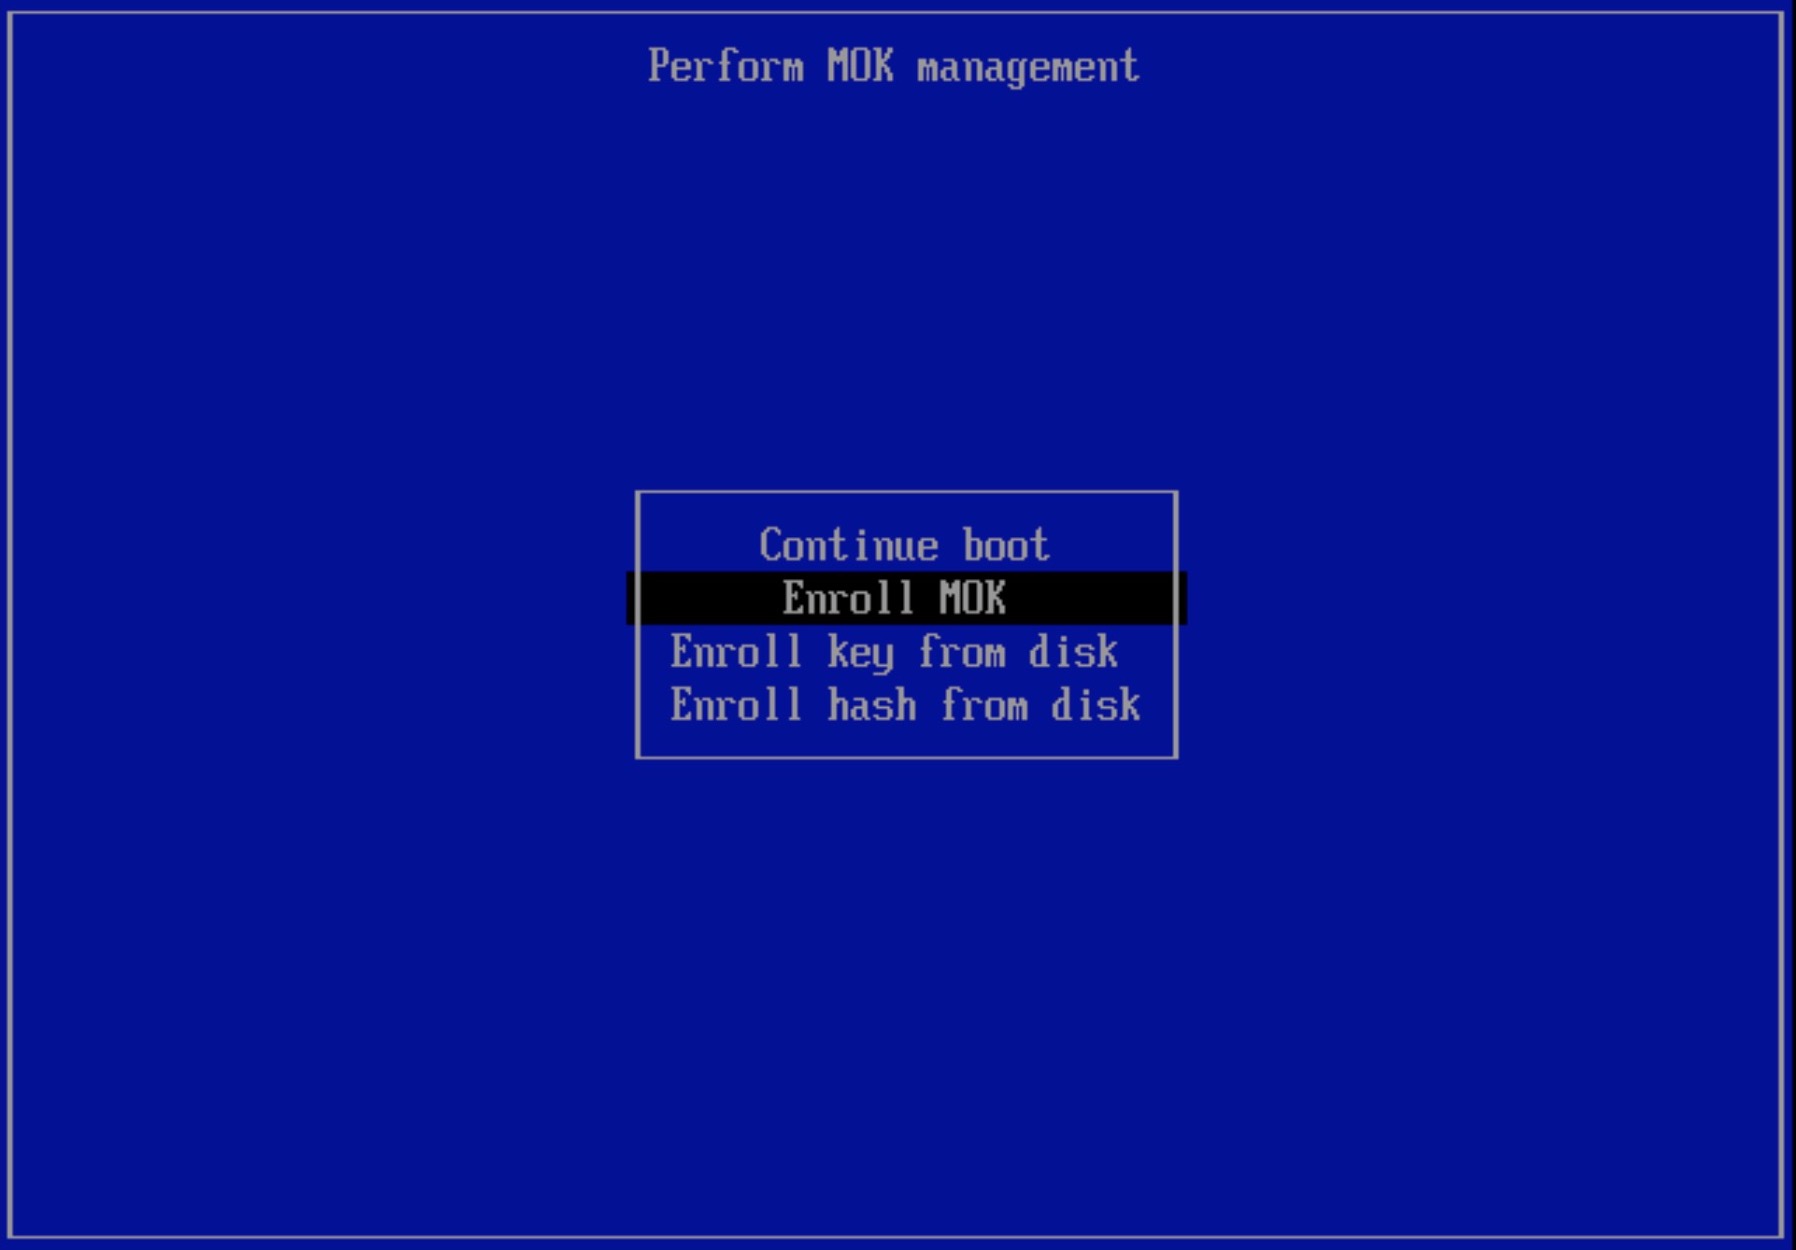 Perform MOK management
Continue boot
Enroll MOK
Enroll key from disk
Enroll hash from disk